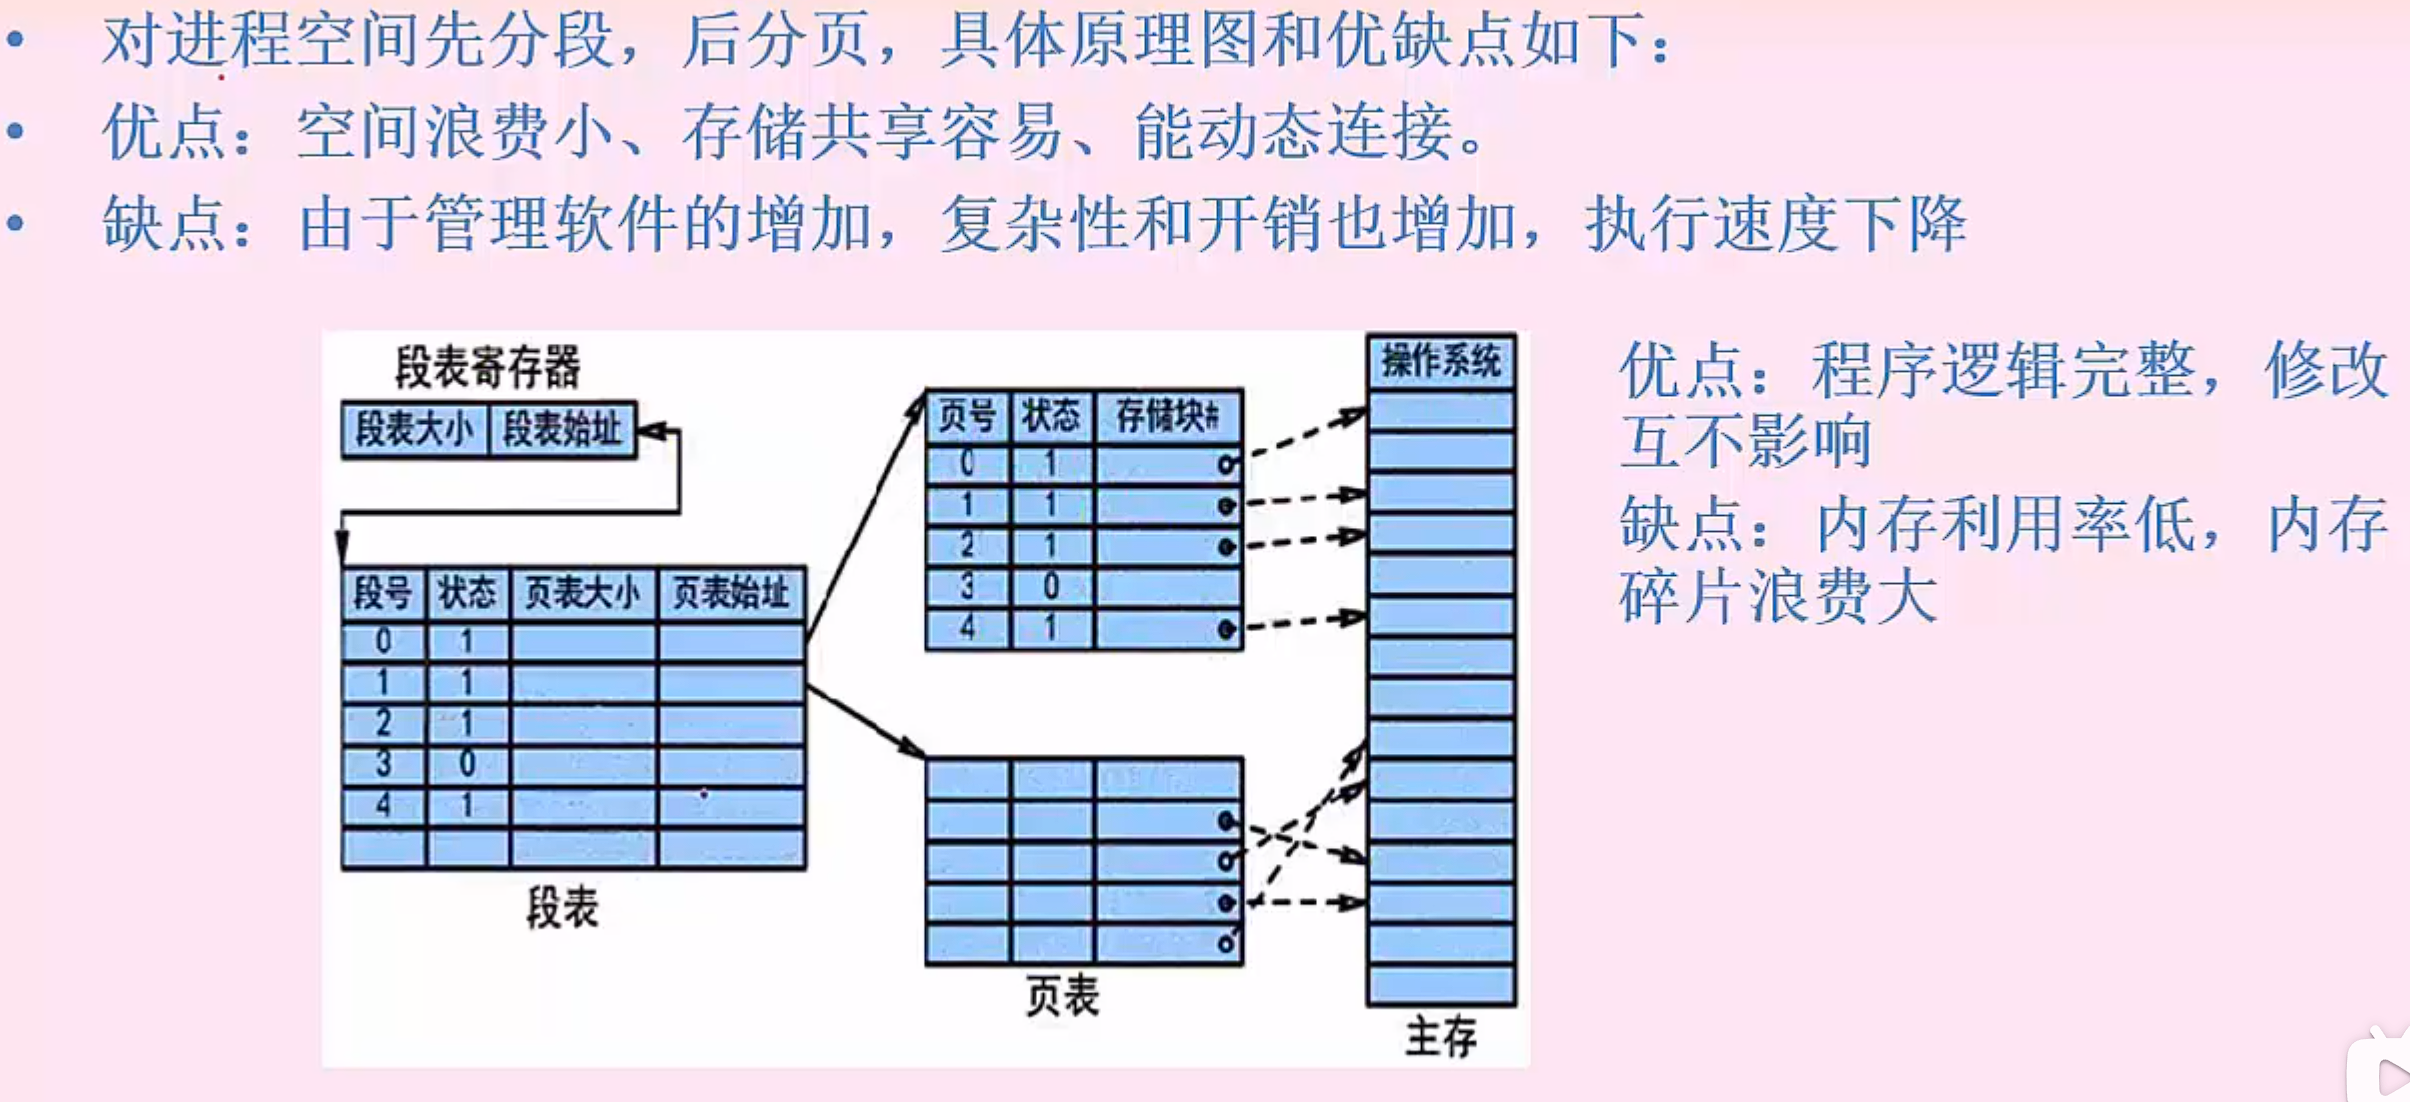 • 对进程空间先分段，后分页，具体原理图和优缺点如下：
• 优点：空间浪费小、存储共享容易、能动态连接。
• 缺点：由于管理软件的增加，复杂性和开销也增加，执行速度下降
段表寄存器
段表大小 段表始址
段号 状态 页表大小 页表始址
0 1
1 1
2 1
3 0
4 1
段表
页号 状态 存储块#
0 1
1 1
2 1
3 0
4 1
页表
操作系统
主存
优点：程序逻辑完整，修改
互不影响
缺点：内存利用率低，内存
碎片浪费大